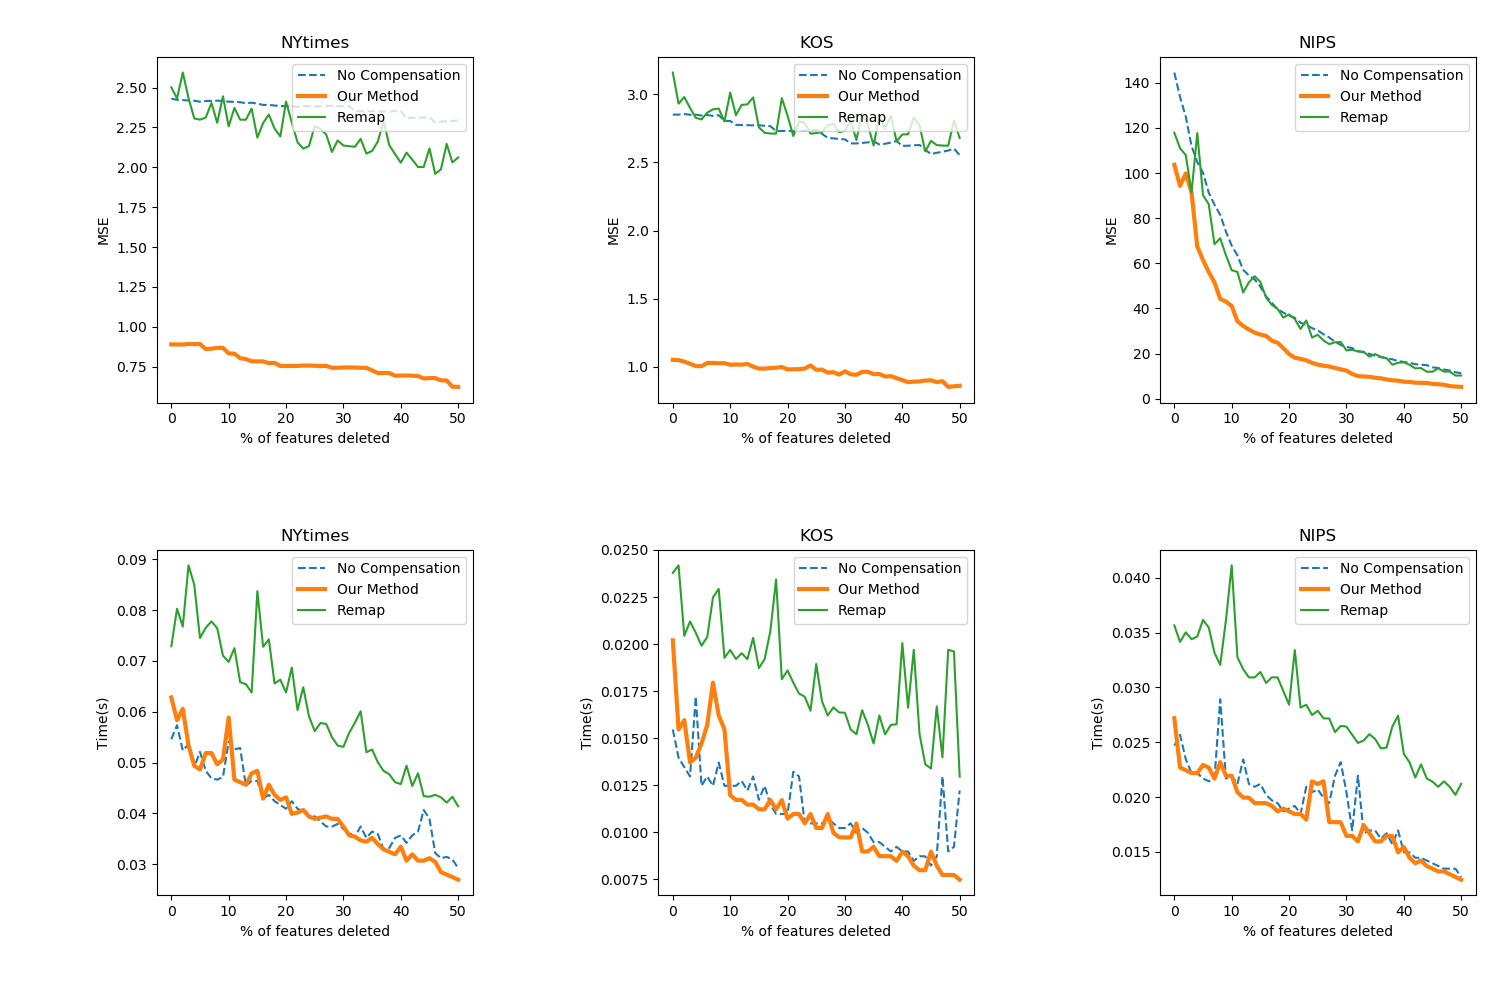 NYtimes
KOS
NIPS
No Compensation
Our Method
Remap
No Compensation
Our Method
Remap
No Compensation
Our Method
Remap
MSE
2.50
2.25
2.00
1.75
1.50
1.25
1.00
0.75
0 10 20 30 40 50
% of features deleted
MSE
3.0
2.5
2.0
1.5
1.0
0 10 20 30 40 50
% of features deleted
MSE
140
120
100
80
60
40
20
0
0 10 20 30 40 50
% of features deleted
NYtimes
KOS
NIPS
No Compensation
Our Method
Remap
No Compensation
Our Method
Remap
No Compensation
Our Method
Remap
Time(s)
0.09
0.08
0.07
0.06
0.05
0.04
0.03
0 10 20 30 40 50
% of features deleted
Time(s)
0.0250
0.0225
0.0200
0.0175
0.0150
0.0125
0.0100
0.0075
0 10 20 30 40 50
% of features deleted
Time(s)
0.040
0.035
0.030
0.025
0.020
0.015
0 10 20 30 40 50
% of features deleted